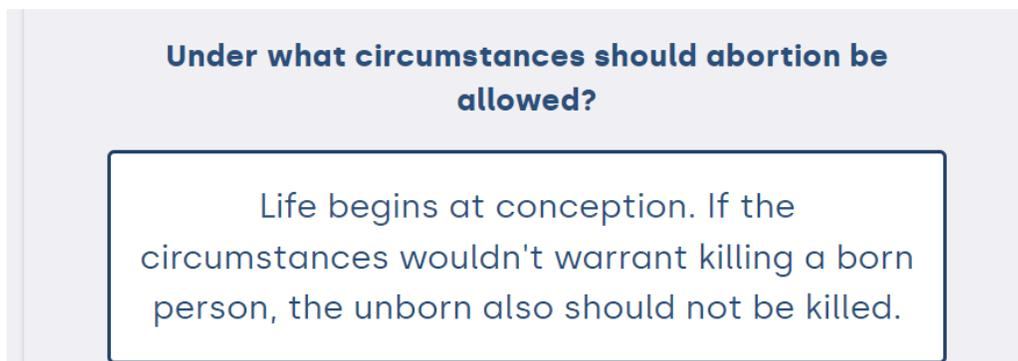 Under what circumstances should abortion be
allowed?
Life begins at conception. If the
circumstances wouldn't warrant killing a born
person, the unborn also should not be killed.